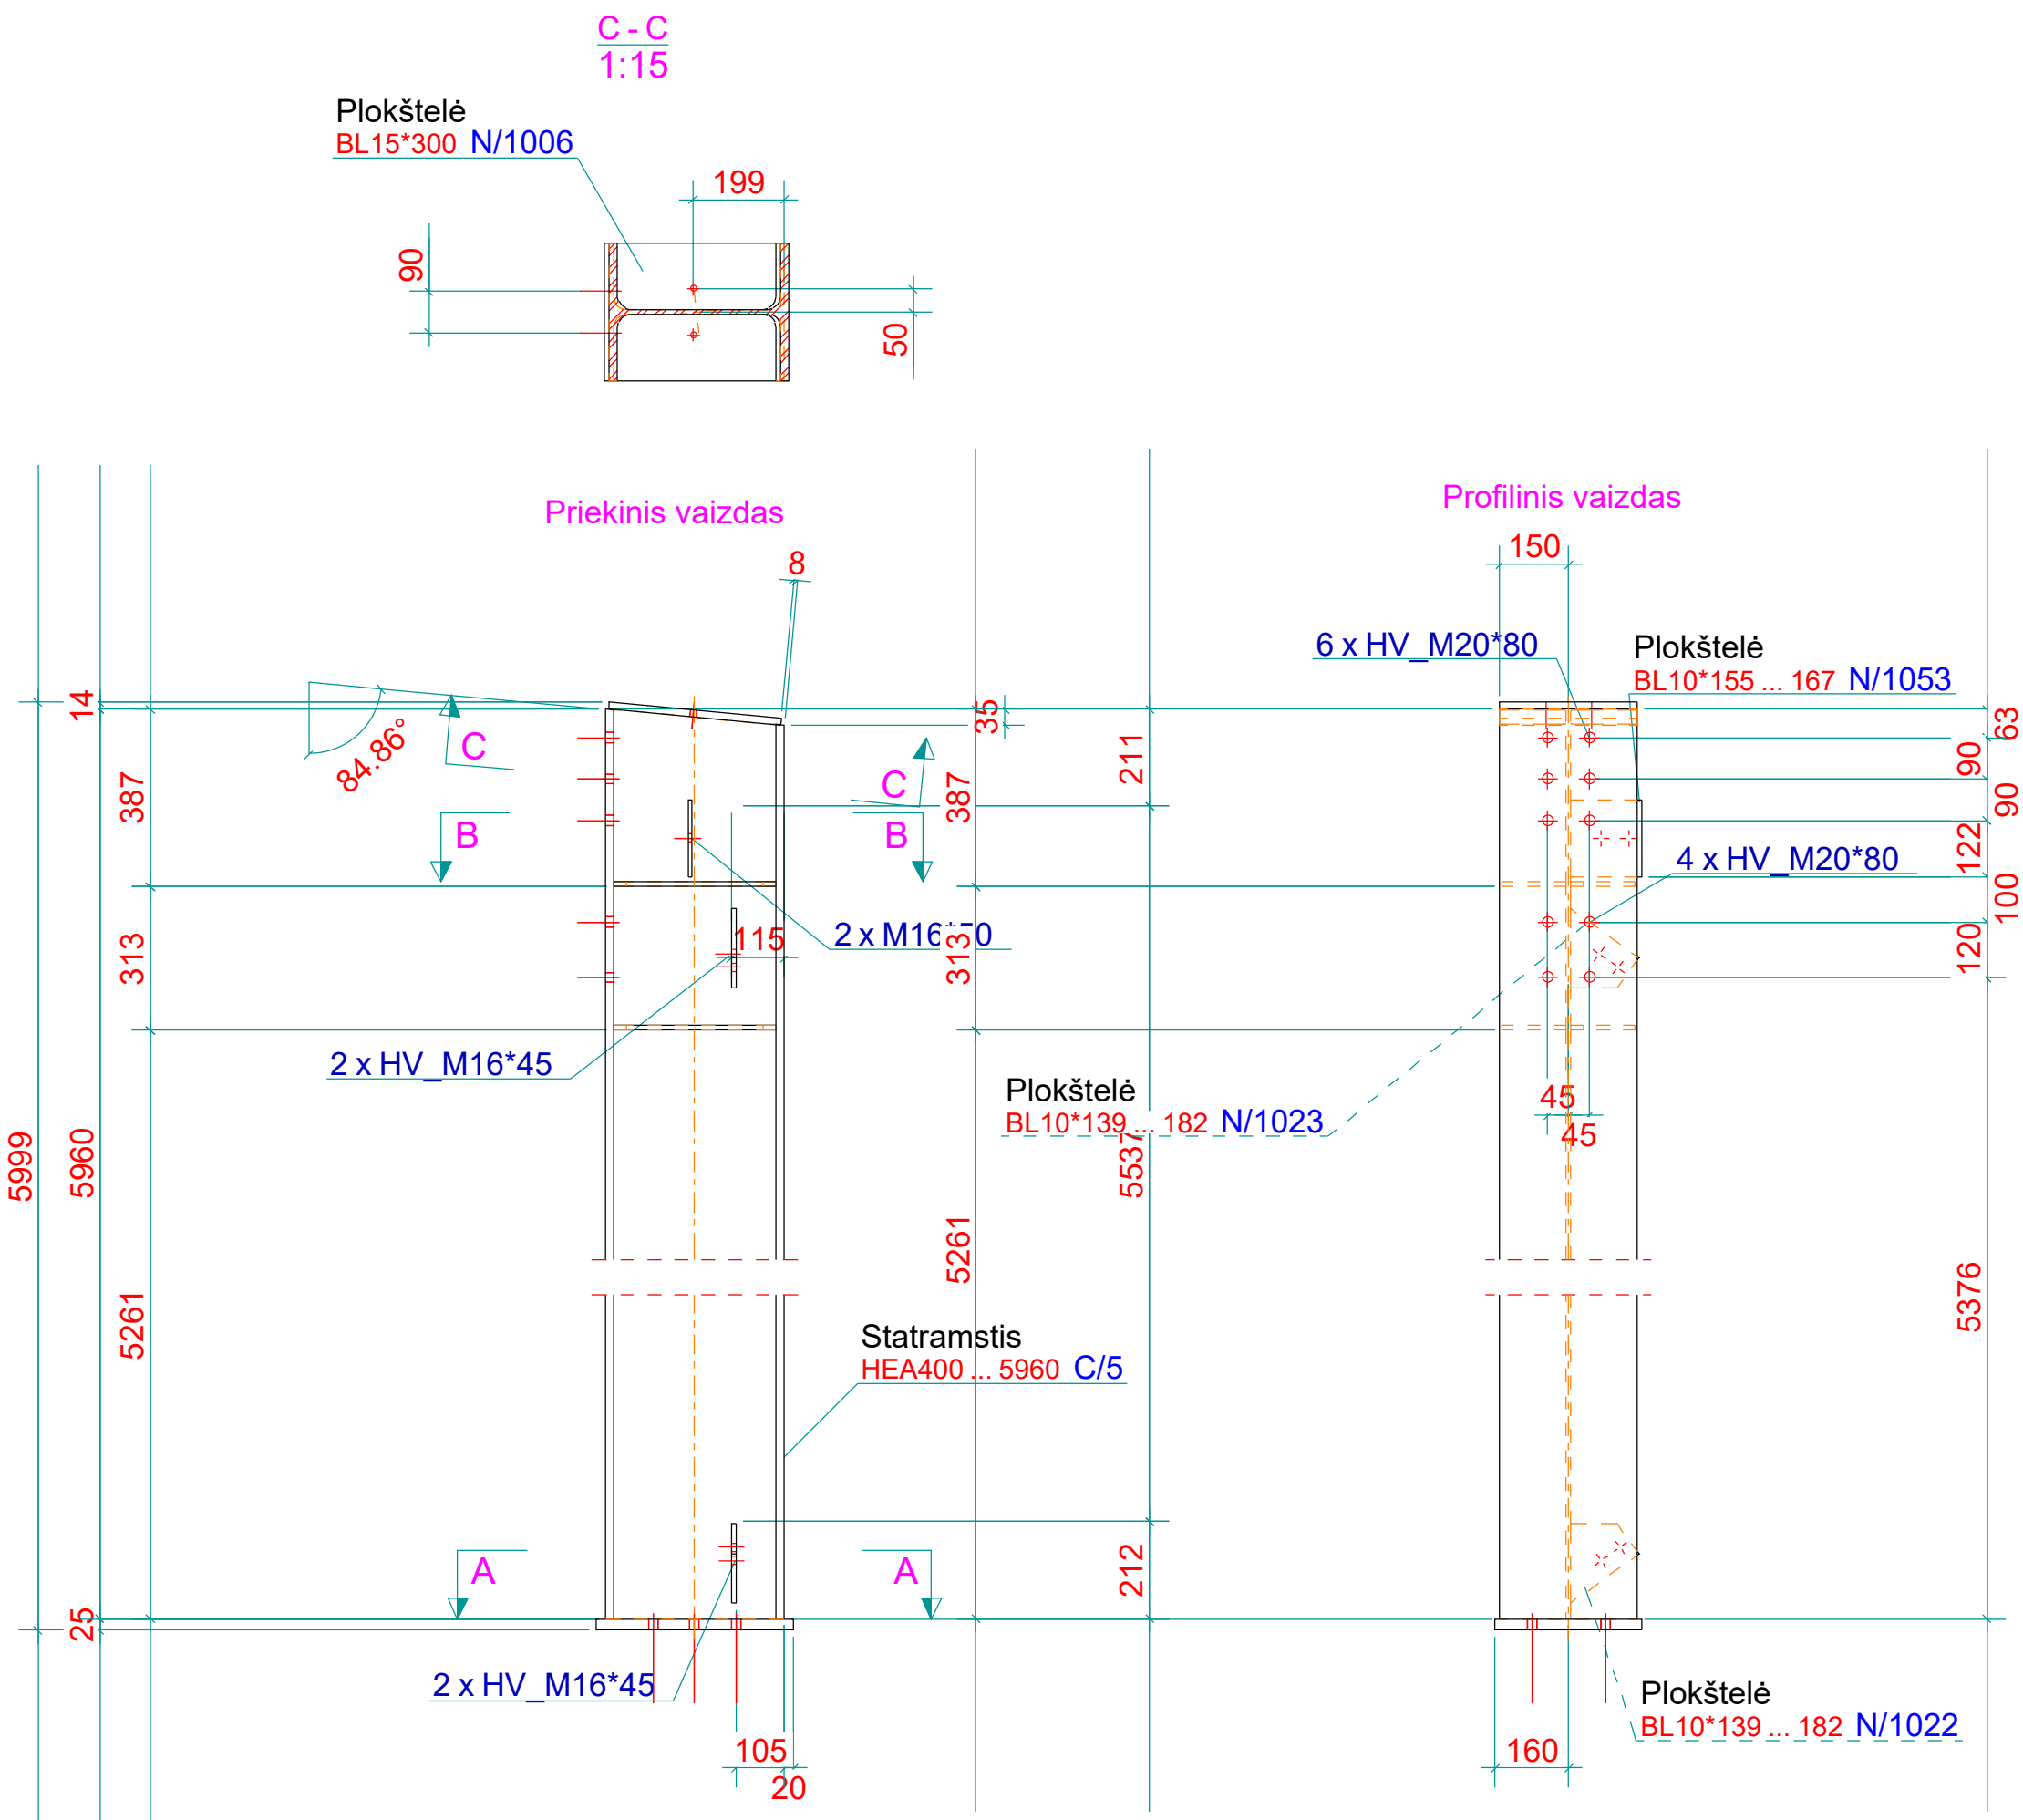 C - C
1:15
Plokštelė
BL15*300 N/1006
199
90
50
Priekinis vaizdas
Profilinis vaizdas
8
150
6 x HV_M20*80
Plokštelė
BL10*155 ... 167 N/1053
14
35
63
84.86°
C
C
211
90
387
387
90
B
B
122
4 x HV_M20*80
100
2 x M16*
115
313
313
120
2 x HV_M16*45
Plokštelė
BL10*139 ... 182 N/1023
45
45
5999
5960
5537
5261
5261
5376
Statramstis
HEA400 ... 5960 C/5
A
A
212
25
2 x HV_M16*45
Plokštelė
BL10*139 ... 182 N/1022
105
20
160